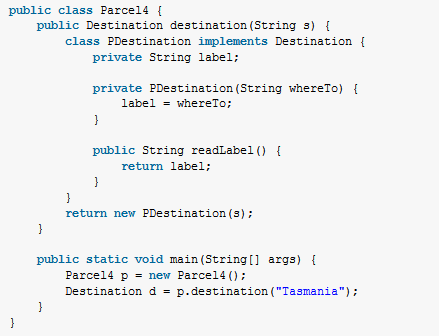 public class Parcel4 {
    public Destination destination(String s) {
        class PDestination implements Destination {
            private String label;

            private PDestination(String whereTo) {
                label = whereTo;
            }

            public String readLabel() {
                return label;
            }
        }
        return new PDestination(s);
    }

    public static void main(String[] args) {
        Parcel4 p = new Parcel4();
        Destination d = p.destination("Tasmania");
    }
}